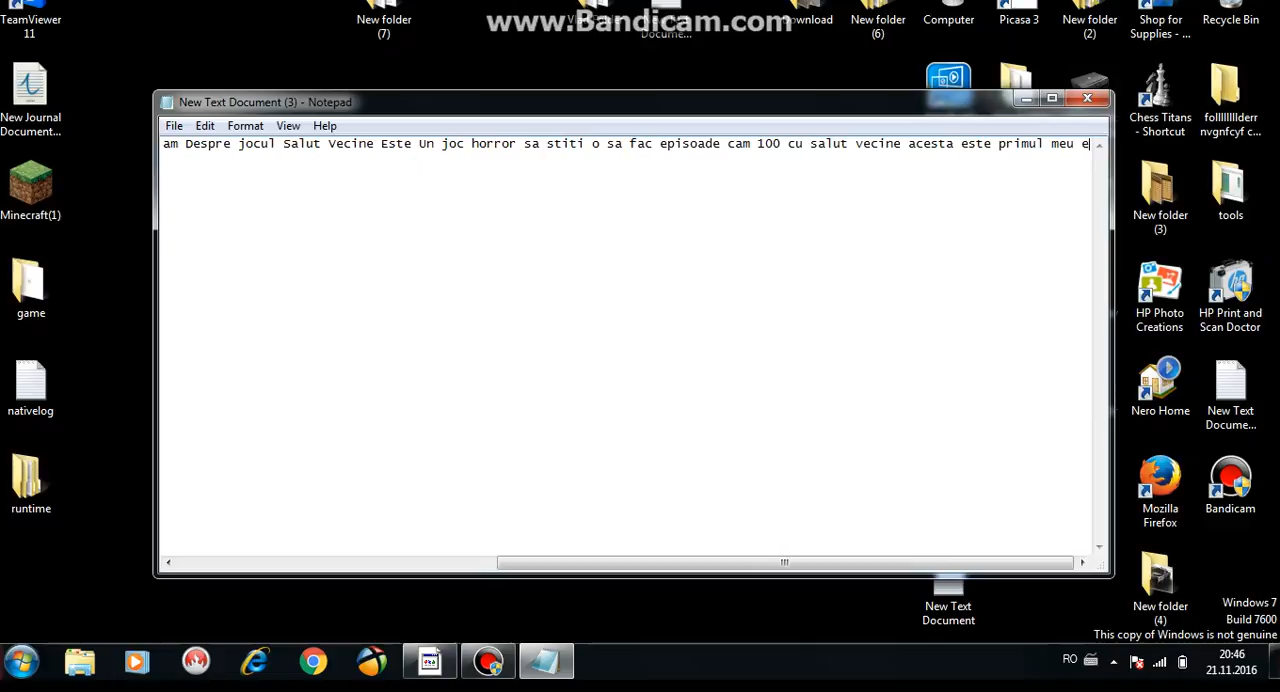 www.Bandicam.com
TeamViewer
11
New folder
(7)
Docume...
Download
New folder
(6)
Computer
Picasa 3
New folder
(2)
Shop for
Supplies - ...
Recycle Bin
New Journal
Document...
Minecraft(1)
game
nativelog
runtime
New Text Document (3) - Notepad
File Edit Format View Help
am Despre jocul Salut Vecine Este Un joc horror sa stiti o sa fac episoade cam 100 cu salut vecine acesta este primul meu e
Chess Titans
- Shortcut
folllllllderr
nvgnfcyf c...
New folder
(3)
tools
HP Photo
Creations
HP Print and
Scan Doctor
Nero Home
New Text
Docume...
Mozilla
Firefox
Bandicam
New Text
Document
New folder
(4)
Windows 7
Build 7600
This copy of Windows is not genuine
RO
20:46
21.11.2016